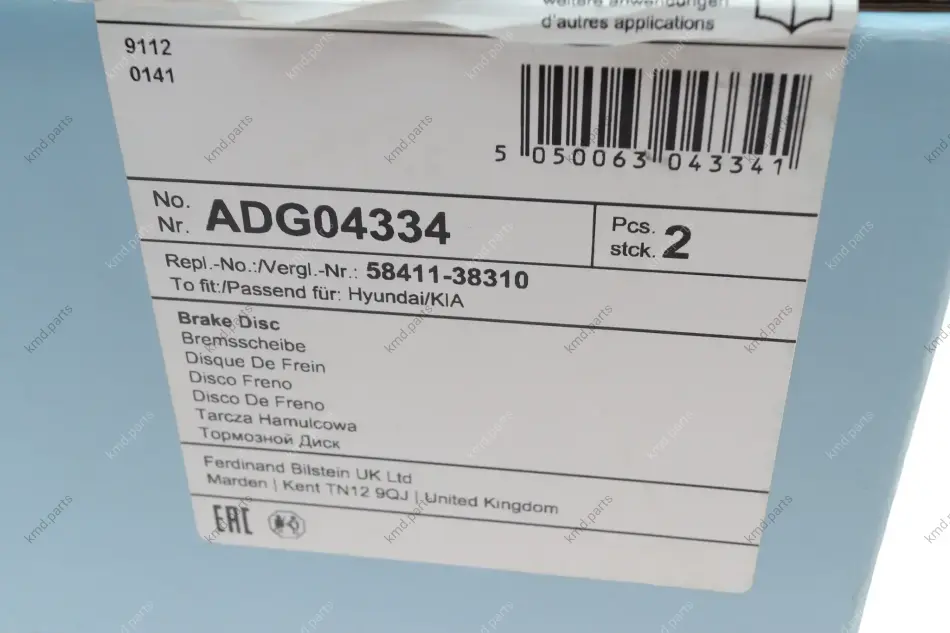 weitere anwendungen
d'autres applications
9112
0141
5 050063 043341
No.
Nr. ADG04334
Pcs.
stck. 2
Repl.-No.:/Vergl.-Nr.: 58411-38310
To fit:/Passend für: Hyundai/KIA
Brake Disc
Bremsscheibe
Disque De Frein
Disco Freno
Disco De Freno
Tarcza Hamulcowa
Тормозной Диск
Ferdinand Bilstein UK Ltd
Marden | Kent TN12 9QJ | United Kingdom
EAC
kmd.parts